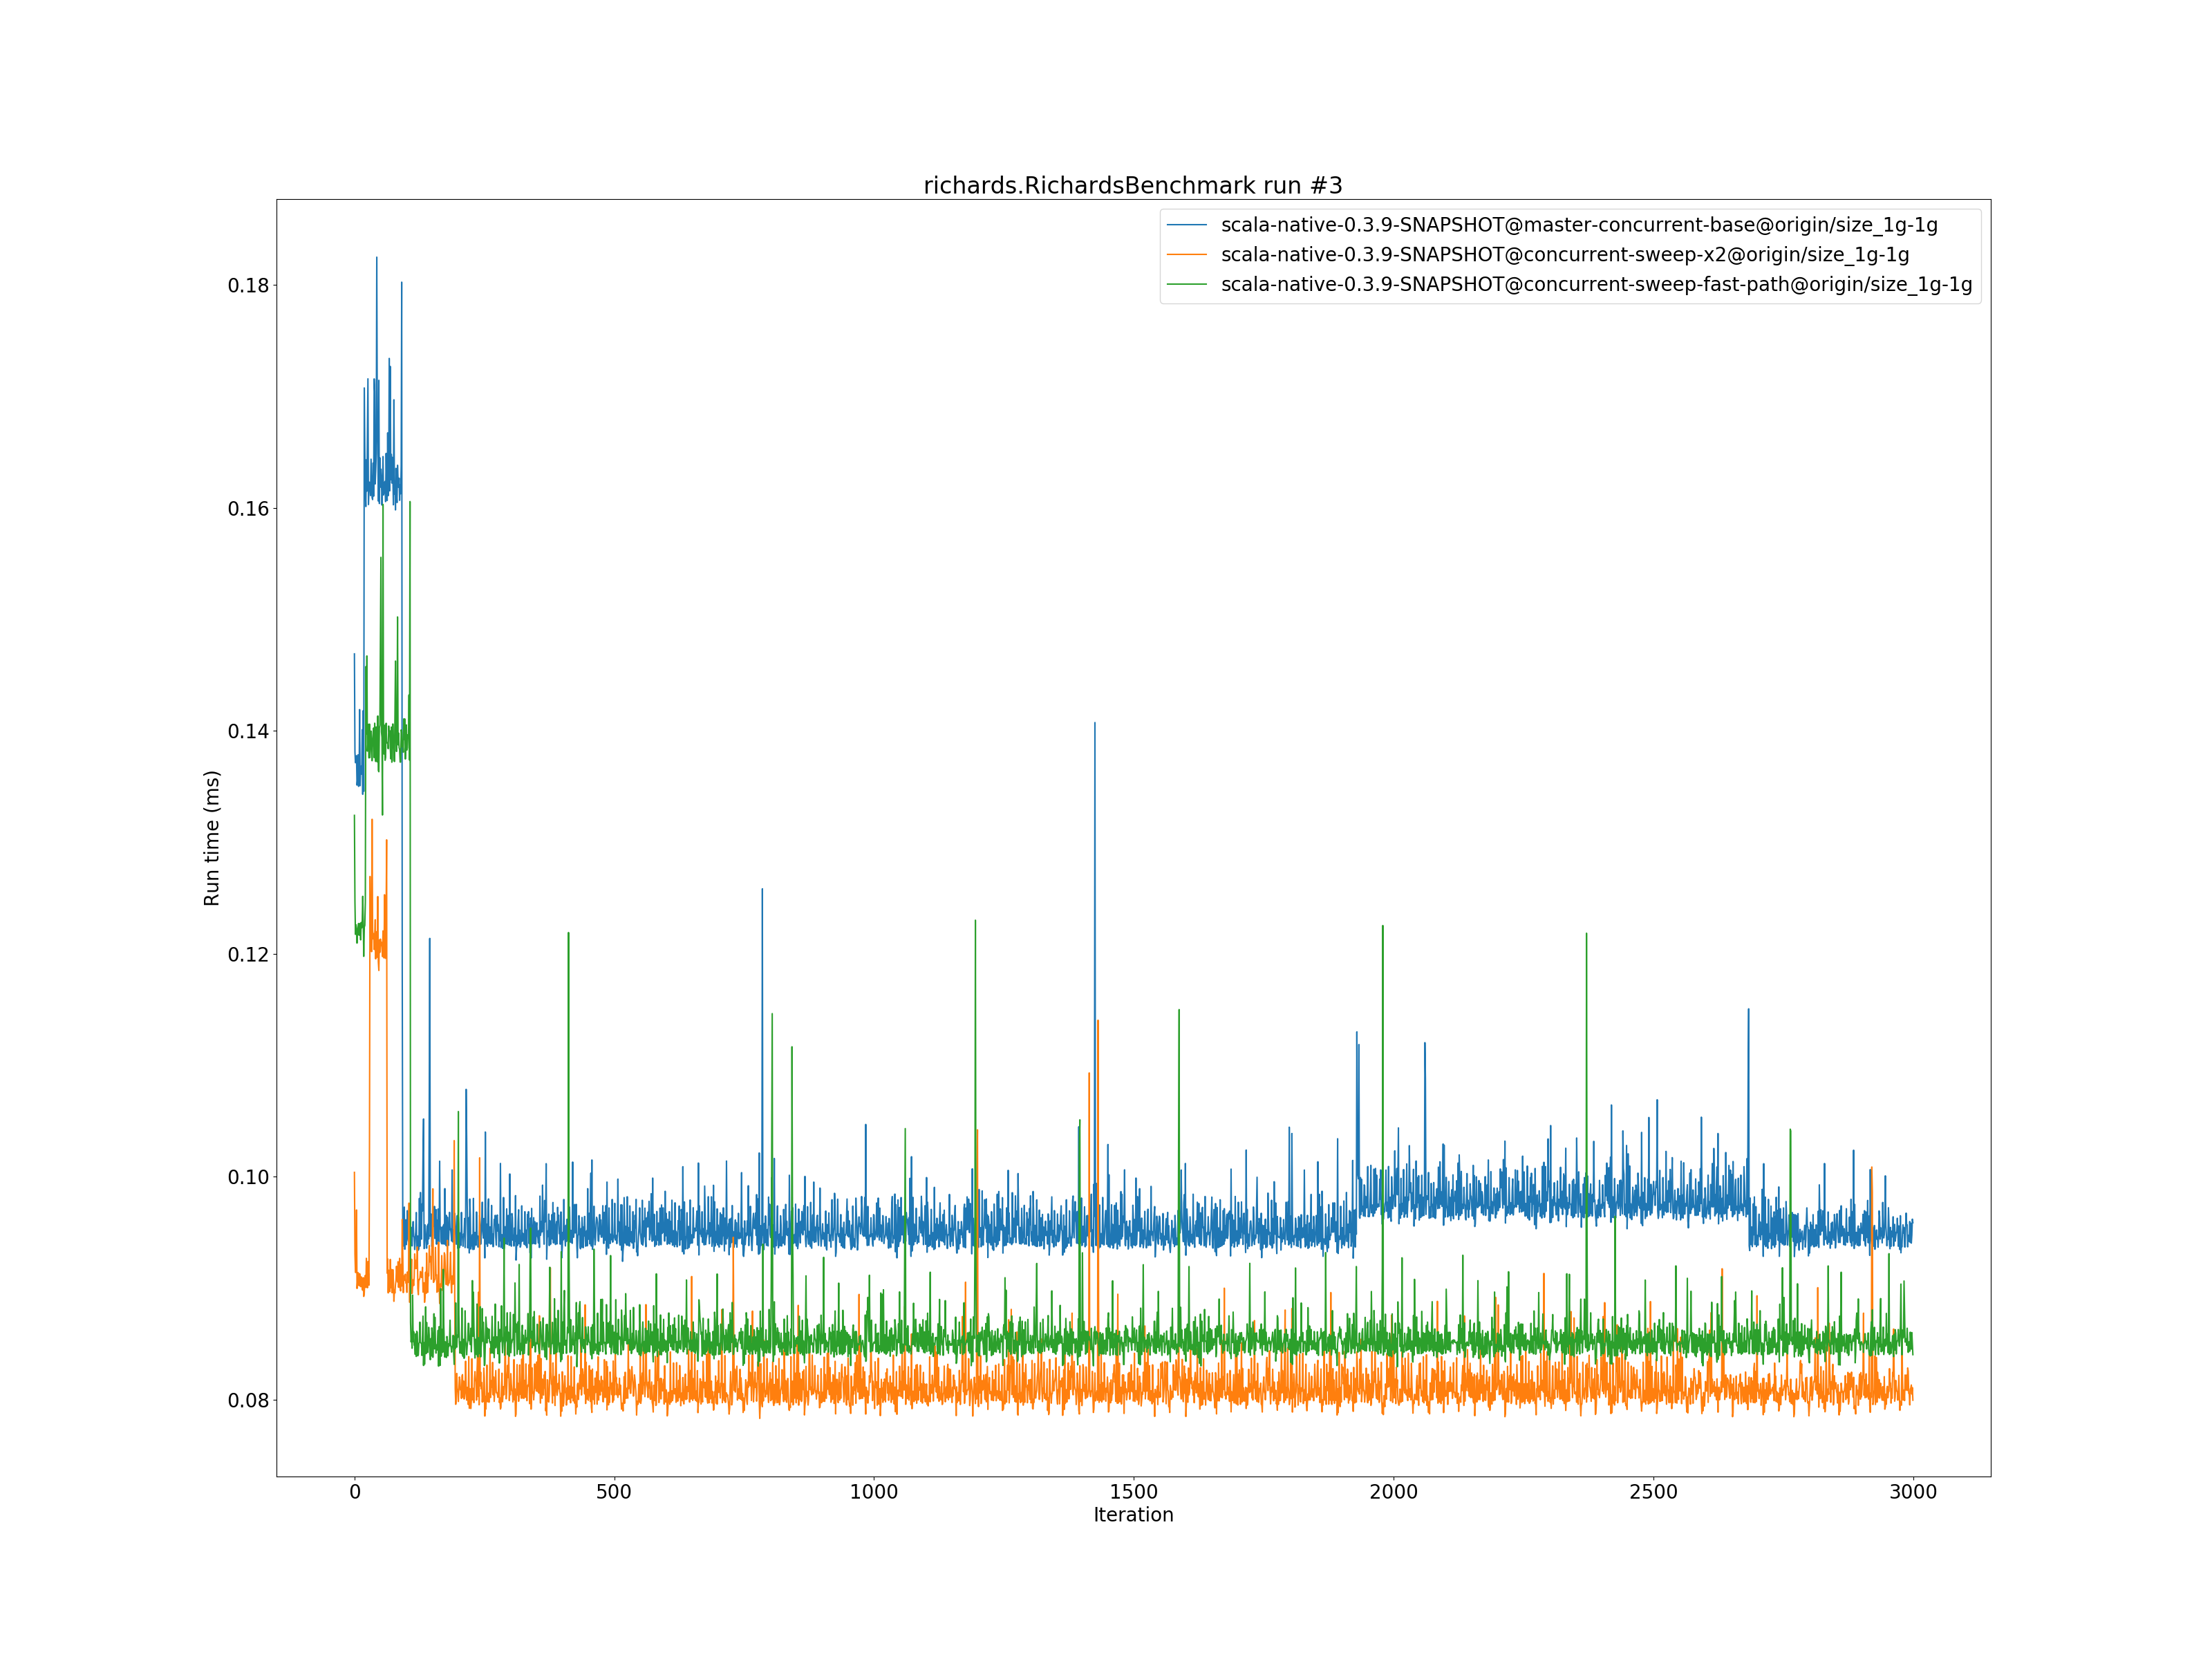 richards.RichardsBenchmark run #3
scala-native-0.3.9-SNAPSHOT@master-concurrent-base@origin/size_1g-1g
scala-native-0.3.9-SNAPSHOT@concurrent-sweep-x2@origin/size_1g-1g
scala-native-0.3.9-SNAPSHOT@concurrent-sweep-fast-path@origin/size_1g-1g
0.18
0.16
0.14
0.12
0.10
0.08
Run time (ms)
0 500 1000 1500 2000 2500 3000
Iteration